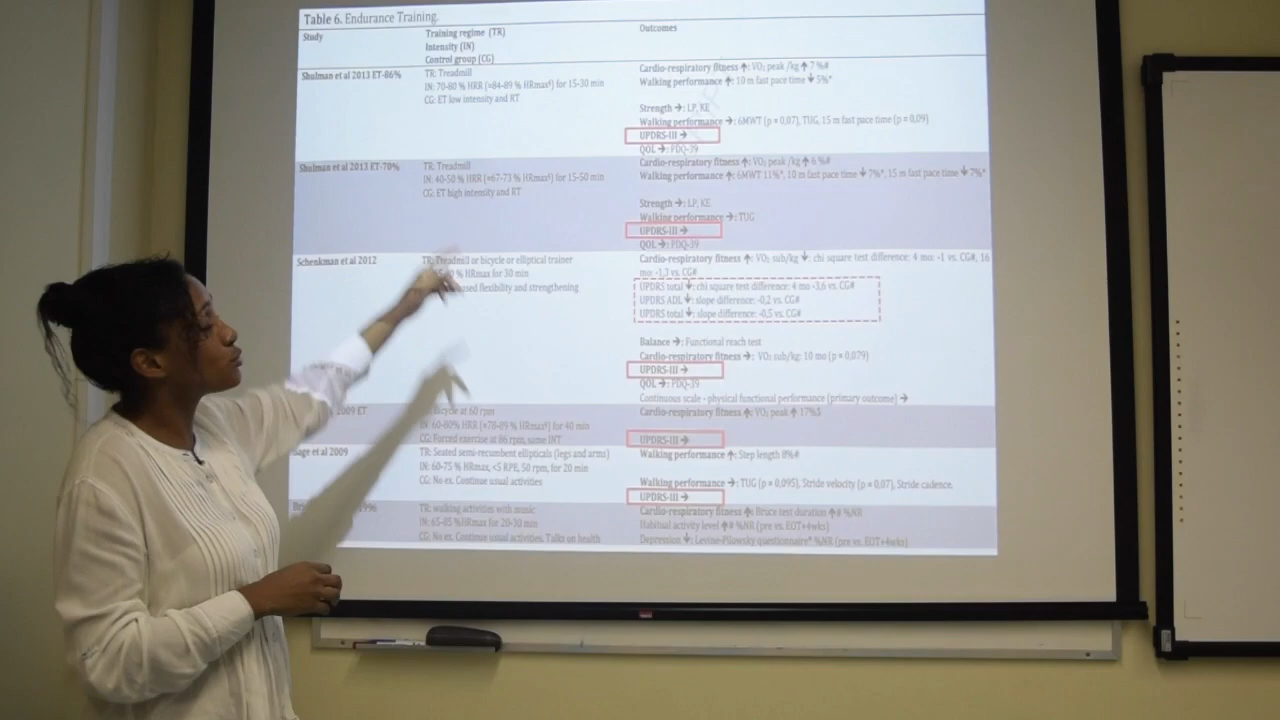 Table 6. Endurance Training.
Study Training regime (TR) Outcomes
Intensity (IN)
Control group (CG)
Shulman et al 2013 ET-86% TR: Treadmill Cardio-respiratory fitness ↑: VO₂ peak /kg ↑ 7 %#
IN: 70-80 % HRR (≈84-89 % HRmax§) for 15-30 min Walking performance ↑: 10 m fast pace time ↓ 5%*
CG: ET low intensity and RT
Strength →: LP, KE
Walking performance →: 6MWT (p = 0,07), TUG, 15 m fast pace time (p = 0,09)
UPDRS-III →
QOL →: PDQ-39
Shulman et al 2013 ET-70% TR: Treadmill Cardio-respiratory fitness ↑: VO₂ peak /kg ↑ 6 %#
IN: 40-50 % HRR (≈67-73 % HRmax§) for 15-50 min Walking performance ↑: 6MWT 11%*, 10 m fast pace time ↓ 7%*, 15 m fast pace time ↓ 7%*
CG: ET high intensity and RT
Strength →: LP, KE
Walking performance →: TUG
UPDRS-III →
QOL →: PDQ-39
Schenkman et al 2012 TR: Treadmill or bicycle or elliptical trainer Cardio-respiratory fitness ↑: VO₂ sub/kg ↓: chi square test difference: 4 mo: -1 vs. CG#, 16
% HRmax for 30 min mo: -1,3 vs. CG#
flexibility and strengthening UPDRS total ↓: chi square test difference: 4 mo -3,6 vs. CG#
UPDRS ADL ↓: slope difference: -0,2 vs. CG#
UPDRS total ↓: slope difference: -0,5 vs. CG#
Balance →: Functional reach test
Cardio-respiratory fitness →: VO₂ sub/kg: 10 mo (p = 0,079)
UPDRS-III →
QOL →: PDQ-39
Continuous scale - physical functional performance (primary outcome) →
2009 ET Bicycle at 60 rpm Cardio-respiratory fitness ↑: VO₂ peak ↑ 17%$
IN: 60-80% HRR (≈78-89 % HRmax§) for 40 min
CG: Forced exercise at 86 rpm, same INT UPDRS-III →
Sage et al 2009 TR: Seated semi-recumbent ellipticals (legs and arms) Walking performance ↑: Step length 8%#
IN: 60-75 % HRmax, <5 RPE, 50 rpm, for 20 min
CG: No ex. Continue usual activities Walking performance →: TUG (p = 0,095), Stride velocity (p = 0,07), Stride cadence.
UPDRS-III →
TR: walking activities with music Cardio-respiratory fitness ↑: Bruce test duration ↑# %NR
IN: 65-85 % HRmax for 20-30 min Habitual activity level ↑# %NR (pre vs. EOT+4wks)
CG: No ex. Continue usual activities. Talks on health Depression ↓: Levine-Pilowsky questionnaire* %NR (pre vs. EOT+4wks)